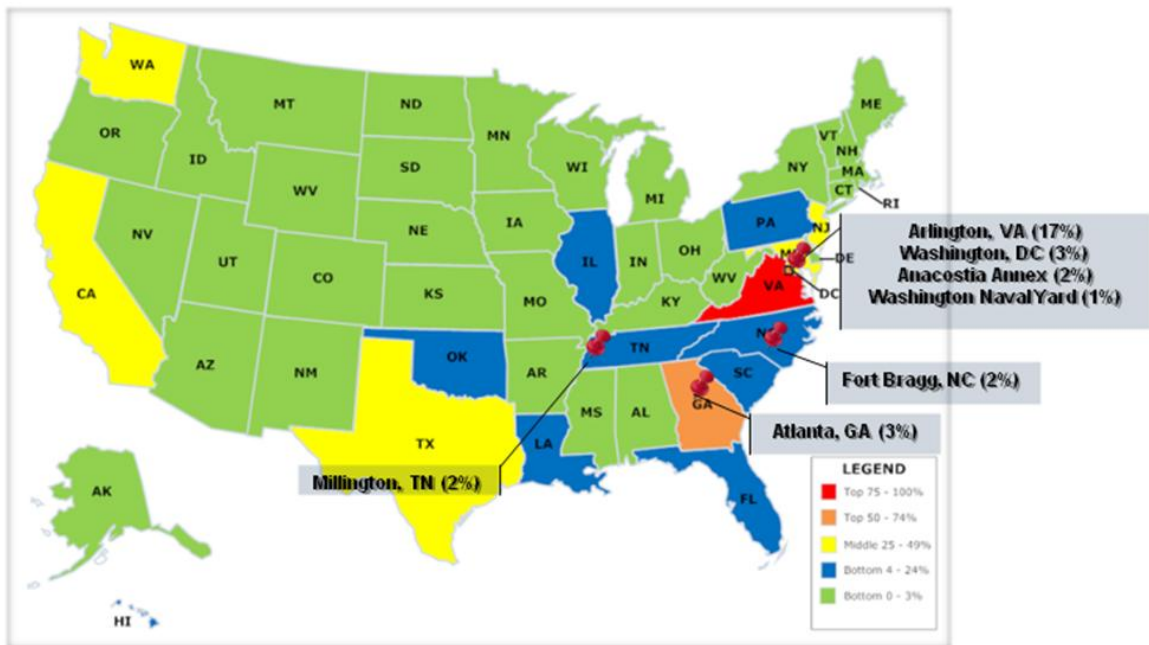 WA
MT
ND
MN
ME
OR
ID
SD
WI
MI
NY
VT
NH
MA
CT
RI
WV
IA
NE
NV
UT
CO
KS
MO
IL
IN
OH
PA
NJ
DE
DC
WV
VA
KY
CA
AZ
NM
OK
AR
TN
SC
TX
LA
MS
AL
GA
FL
AK
HI
Arlington, VA (17%)
Washington, DC (3%)
Anacostia Annex (2%)
Washington Naval Yard (1%)
Fort Bragg, NC (2%)
Atlanta, GA (3%)
Millington, TN (2%)
LEGEND
Top 75 - 100%
Top 50 - 74%
Middle 25 - 49%
Bottom 4 - 24%
Bottom 0 - 3%